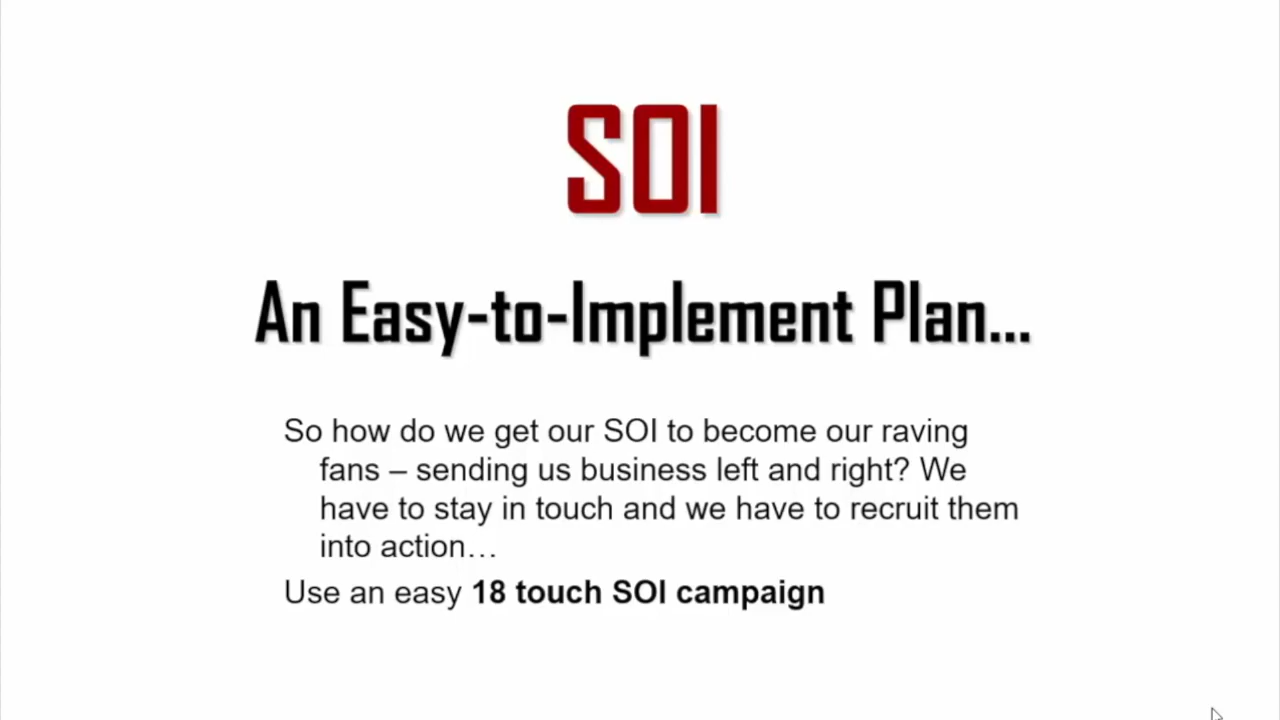 SOI
An Easy-to-Implement Plan...
So how do we get our SOI to become our raving
fans – sending us business left and right? We
have to stay in touch and we have to recruit them
into action…
Use an easy 18 touch SOI campaign